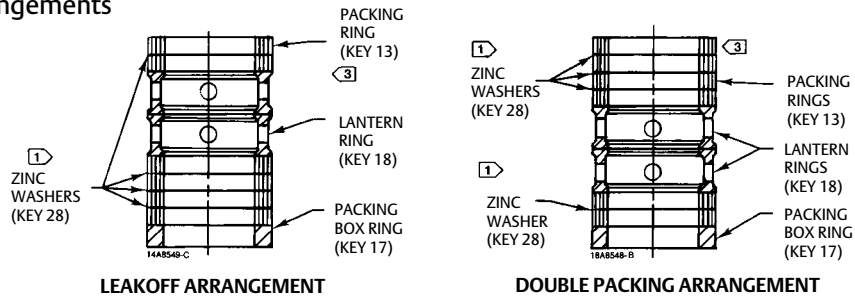 ngements
PACKING
RING
(KEY 13)
3
LANTERN
RING
(KEY 18)
1
ZINC
WASHERS
(KEY 28)
PACKING
BOX RING
(KEY 17)
14A8549-C
LEAKOFF ARRANGEMENT
1
ZINC
WASHERS
(KEY 28)
3
PACKING
RINGS
(KEY 13)
LANTERN
RINGS
(KEY 18)
1
ZINC
WASHER
(KEY 28)
PACKING
BOX RING
(KEY 17)
18A8548-B
DOUBLE PACKING ARRANGEMENT